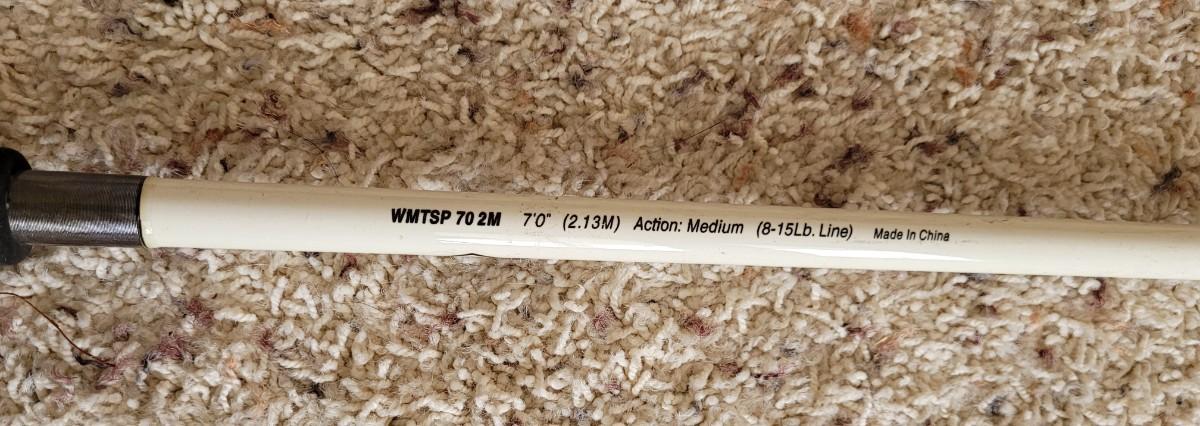 WMTSP 70 2M 7'0" (2.13M) Action: Medium (8-15Lb. Line) Made In China